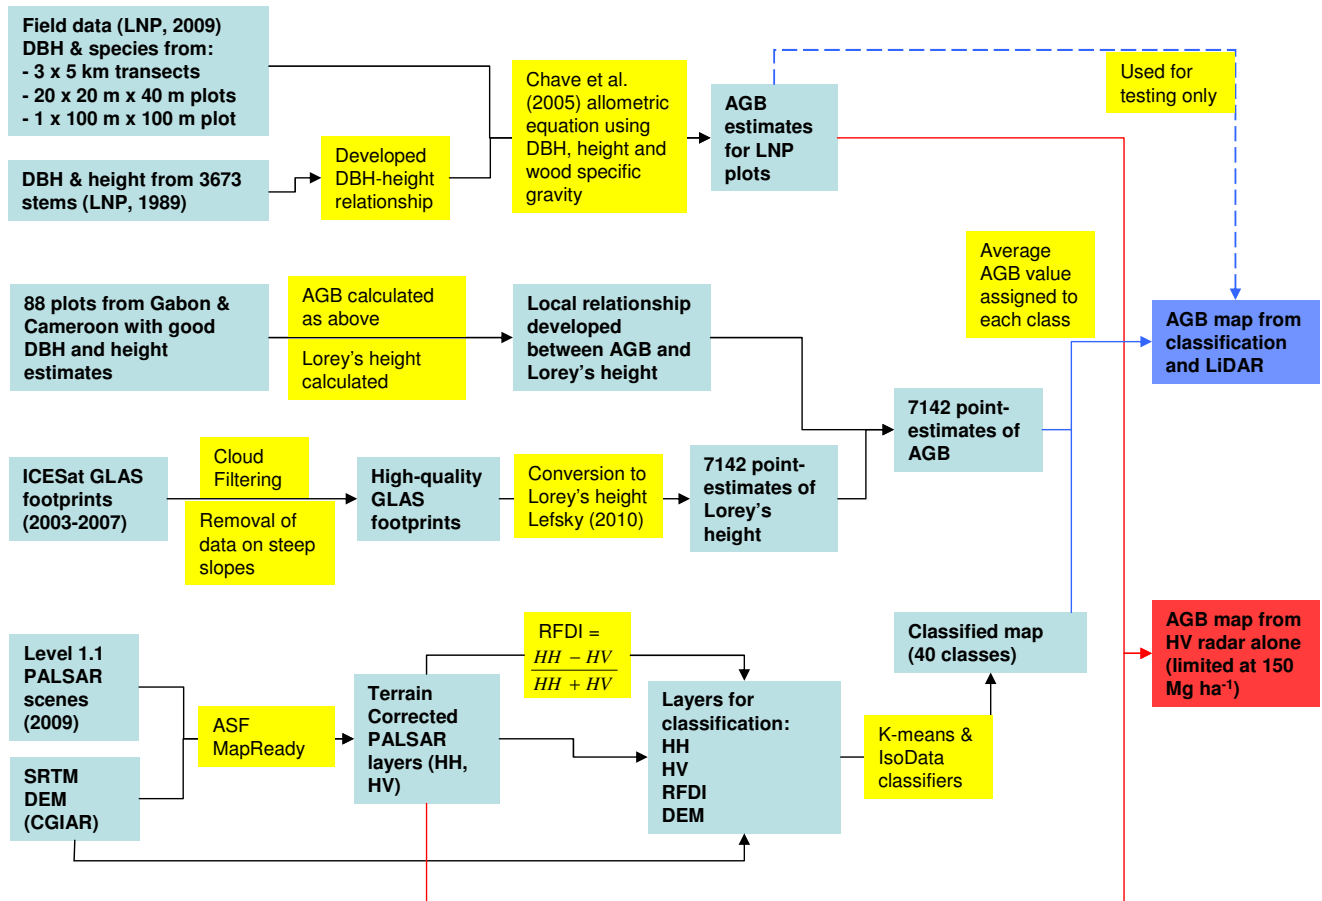 Field data (LNP, 2009)
DBH & species from:
- 3 x 5 km transects
- 20 x 20 m x 40 m plots
- 1 x 100 m x 100 m plot
DBH & height from 3673
stems (LNP, 1989)
Developed
DBH-height
relationship
Chave et al.
(2005) allometric
equation using
DBH, height and
wood specific
gravity
AGB
estimates
for LNP
plots
Used for
testing only
88 plots from Gabon &
Cameroon with good
DBH and height
estimates
AGB calculated
as above
Lorey's height
calculated
Local relationship
developed
between AGB and
Lorey's height
Average
AGB value
assigned to
each class
AGB map from
classification
and LiDAR
ICESat GLAS
footprints
(2003-2007)
Cloud
Filtering
Removal of
data on steep
slopes
High-quality
GLAS
footprints
Conversion to
Lorey's height
Lefsky (2010)
7142 point-
estimates of
Lorey's
height
7142 point-
estimates of
AGB
Level 1.1
PALSAR
scenes
(2009)
SRTM
DEM
(CGIAR)
ASF
MapReady
Terrain
Corrected
PALSAR
layers (HH,
HV)
RFDI =
HH − HV
HH + HV
Layers for
classification:
HH
HV
RFDI
DEM
K-means &
IsoData
classifiers
Classified map
(40 classes)
AGB map from
HV radar alone
(limited at 150
Mg ha⁻¹)